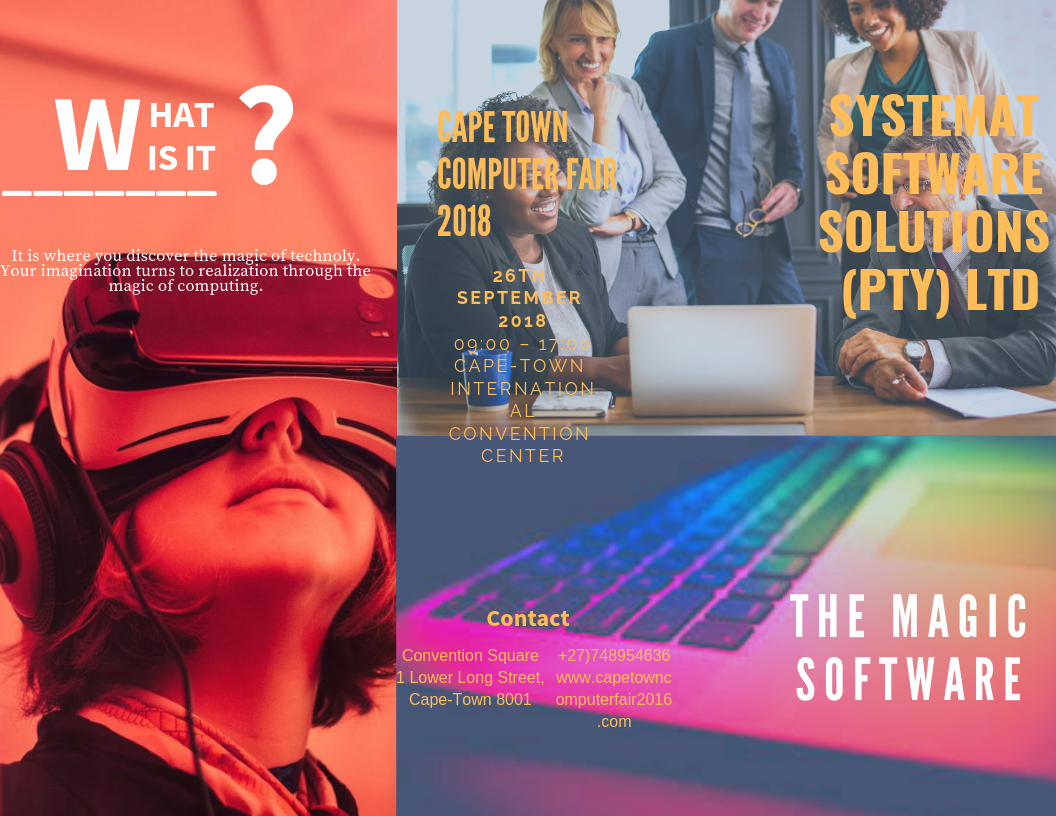 WHAT
IS IT ?
It is where you discover the magic of technoly.
Your imagination turns to realization through the
magic of computing.
CAPE TOWN
COMPUTER FAIR
2018
26TH
SEPTEMBER
2018
09:00 – 17:00
CAPE-TOWN
INTERNATION
AL
CONVENTION
CENTER
Contact
Convention Square
1 Lower Long Street,
Cape-Town 8001
+27)748954636
www.capetownc
omputerfair2016
.com
SYSTEMAT
SOFTWARE
SOLUTIONS
(PTY) LTD
THE MAGIC
SOFTWARE